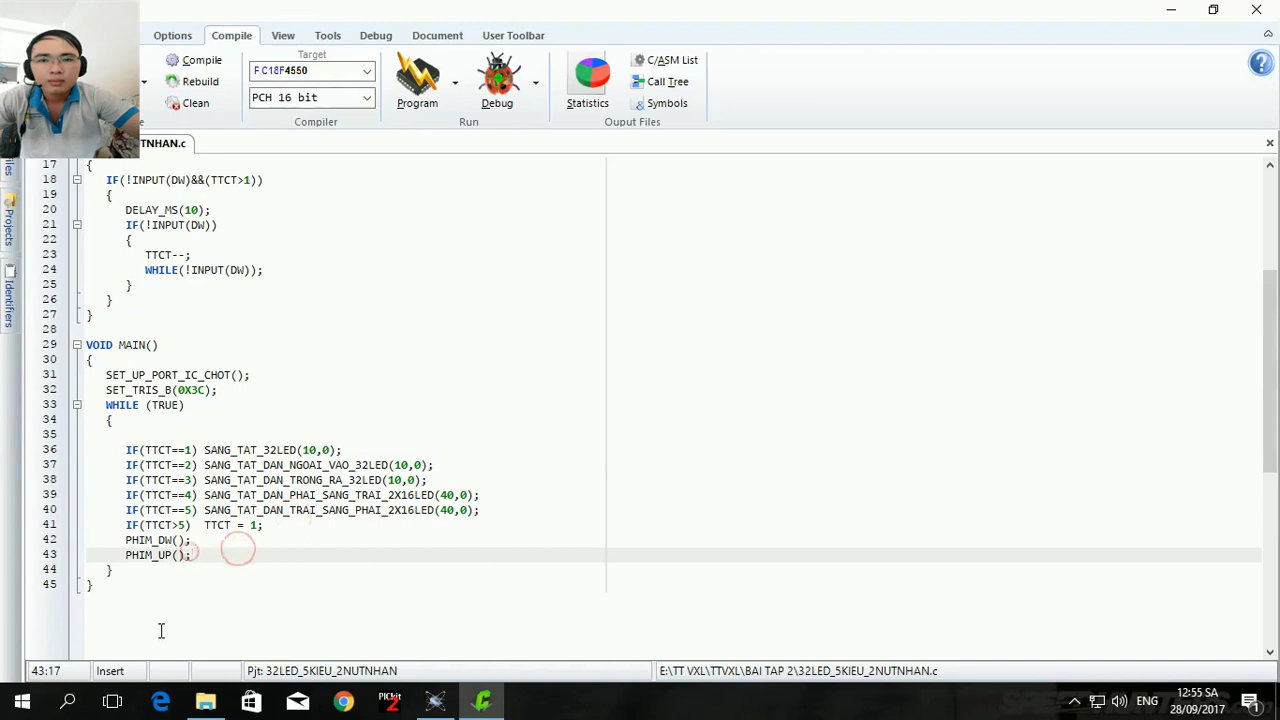 Options Compile View Tools Debug Document User Toolbar
Compile
Rebuild
Clean
Target
18F4550
PCH 16 bit
Compiler
Program
Debug
Run
Statistics
C/ASM List
Call Tree
Symbols
Ouput Files
NUTNHAN.c
Projects
Identifiers
17 {
18 IF(!INPUT(DW)&&(TTCT>1))
19 {
20 DELAY_MS(10);
21 IF(!INPUT(DW))
22 {
23 TTCT--;
24 WHILE(!INPUT(DW));
25 }
26 }
27 }
28
29 VOID MAIN()
30 {
31 SET_UP_PORT_IC_CHOT();
32 SET_TRIS_B(0X3C);
33 WHILE (TRUE)
34 {
35
36 IF(TTCT==1) SANG_TAT_32LED(10,0);
37 IF(TTCT==2) SANG_TAT_DAN_NGOAI_VAO_32LED(10,0);
38 IF(TTCT==3) SANG_TAT_DAN_TRONG_RA_32LED(10,0);
39 IF(TTCT==4) SANG_TAT_DAN_PHAI_SANG_TRAI_2X16LED(40,0);
40 IF(TTCT==5) SANG_TAT_DAN_TRAI_SANG_PHAI_2X16LED(40,0);
41 IF(TTCT>5) TTCT = 1;
42 PHIM_DW();
43 PHIM_UP();
44 }
45 }
43:17 Insert Pjt: 32LED_5KIEU_2NUTNHAN E:\TT VXL\TTVXL\BAI TAP 2\32LED_5KIEU_2NUTNHAN.c
PICkit
2
ENG
12:55 SA
28/09/2017